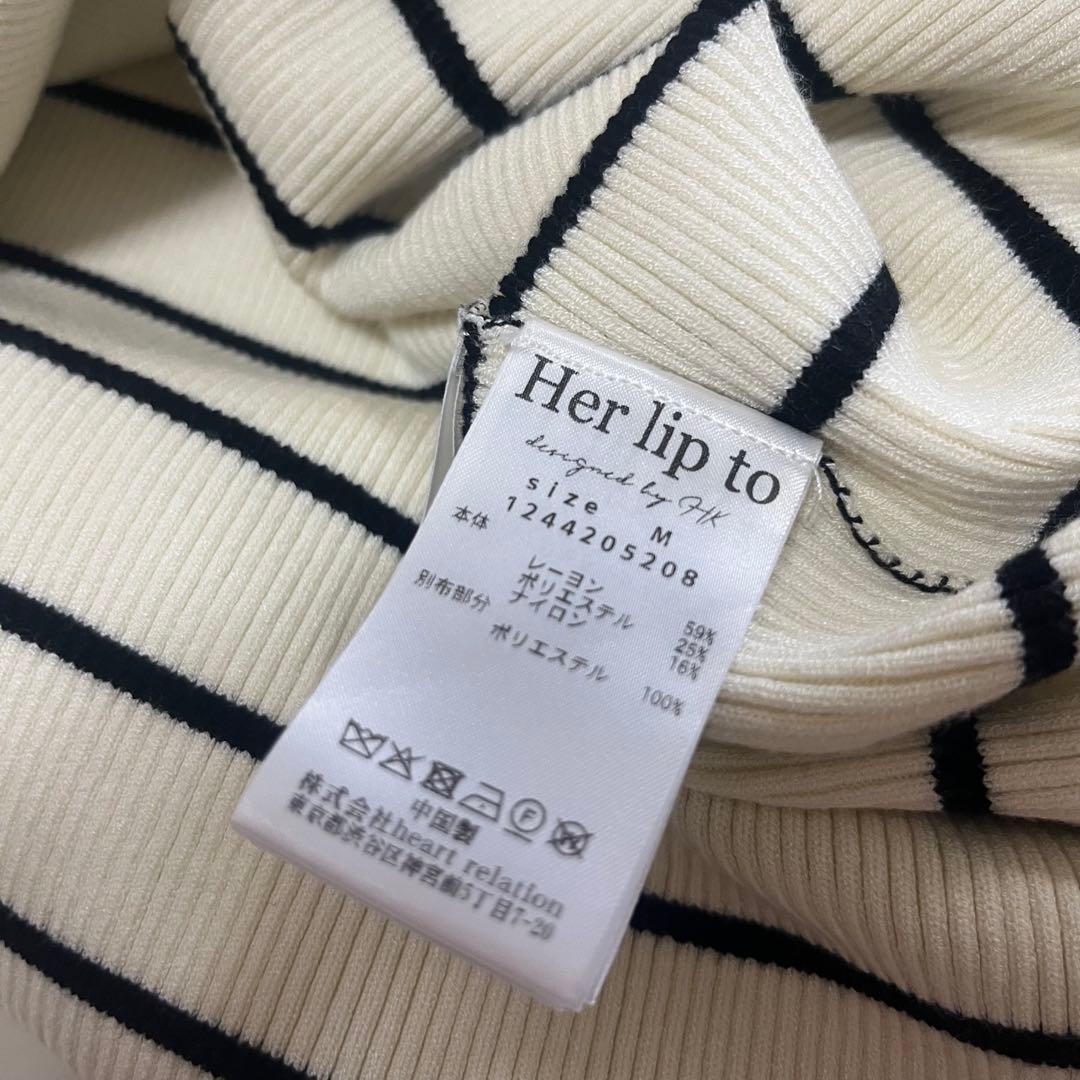 Her lip to
designed by HK
size M
1244205208
本体
レーヨン 59%
ポリエステル 25%
ナイロン 16%
別布部分
ポリエステル 100%
F
中国製
株式会社heart relation
東京都渋谷区神宮前5丁目7-20